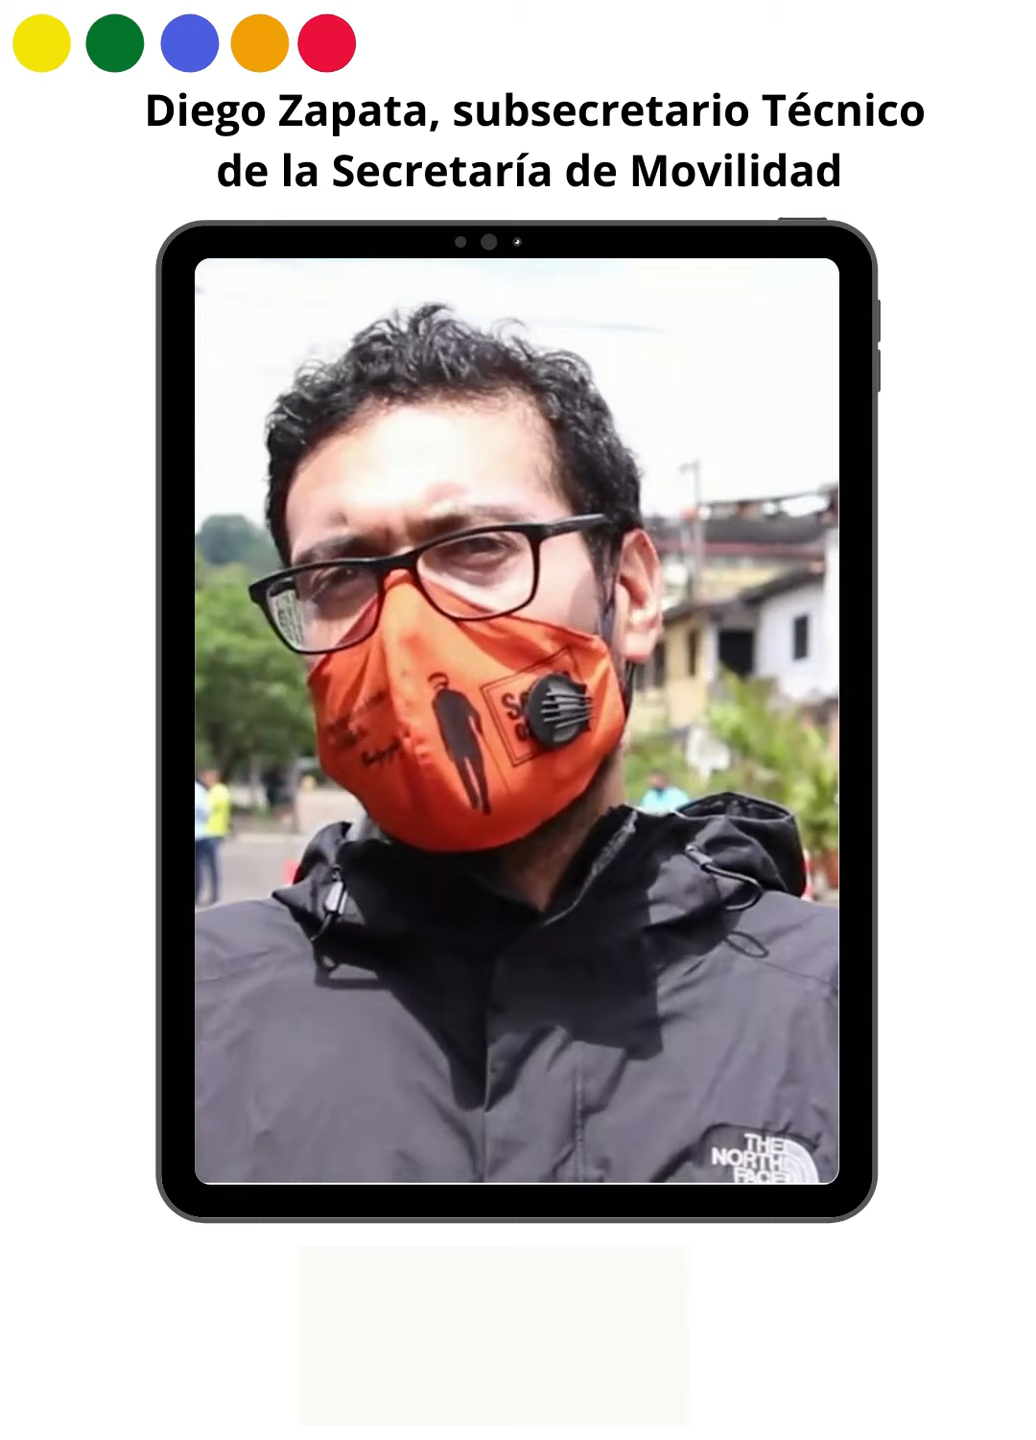 Diego Zapata, subsecretario Técnico
de la Secretaría de Movilidad
THE
NORTH
FACE